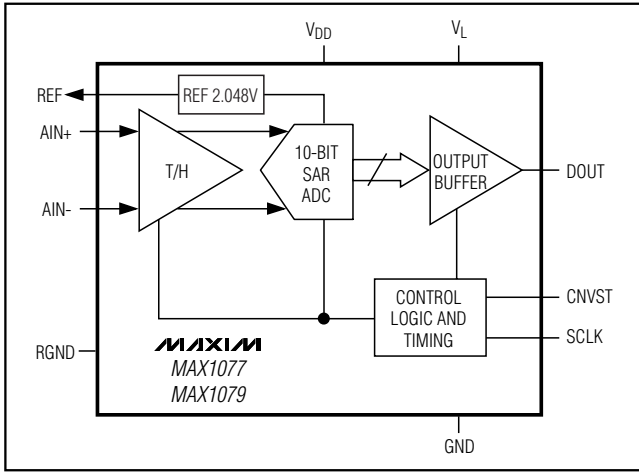 V_DD
V_L
REF
REF 2.048V
AIN+
T/H
10-BIT
SAR
ADC
OUTPUT
BUFFER
DOUT
AIN-
CONTROL
LOGIC AND
TIMING
CNVST
SCLK
RGND
MAXIM
MAX1077
MAX1079
GND